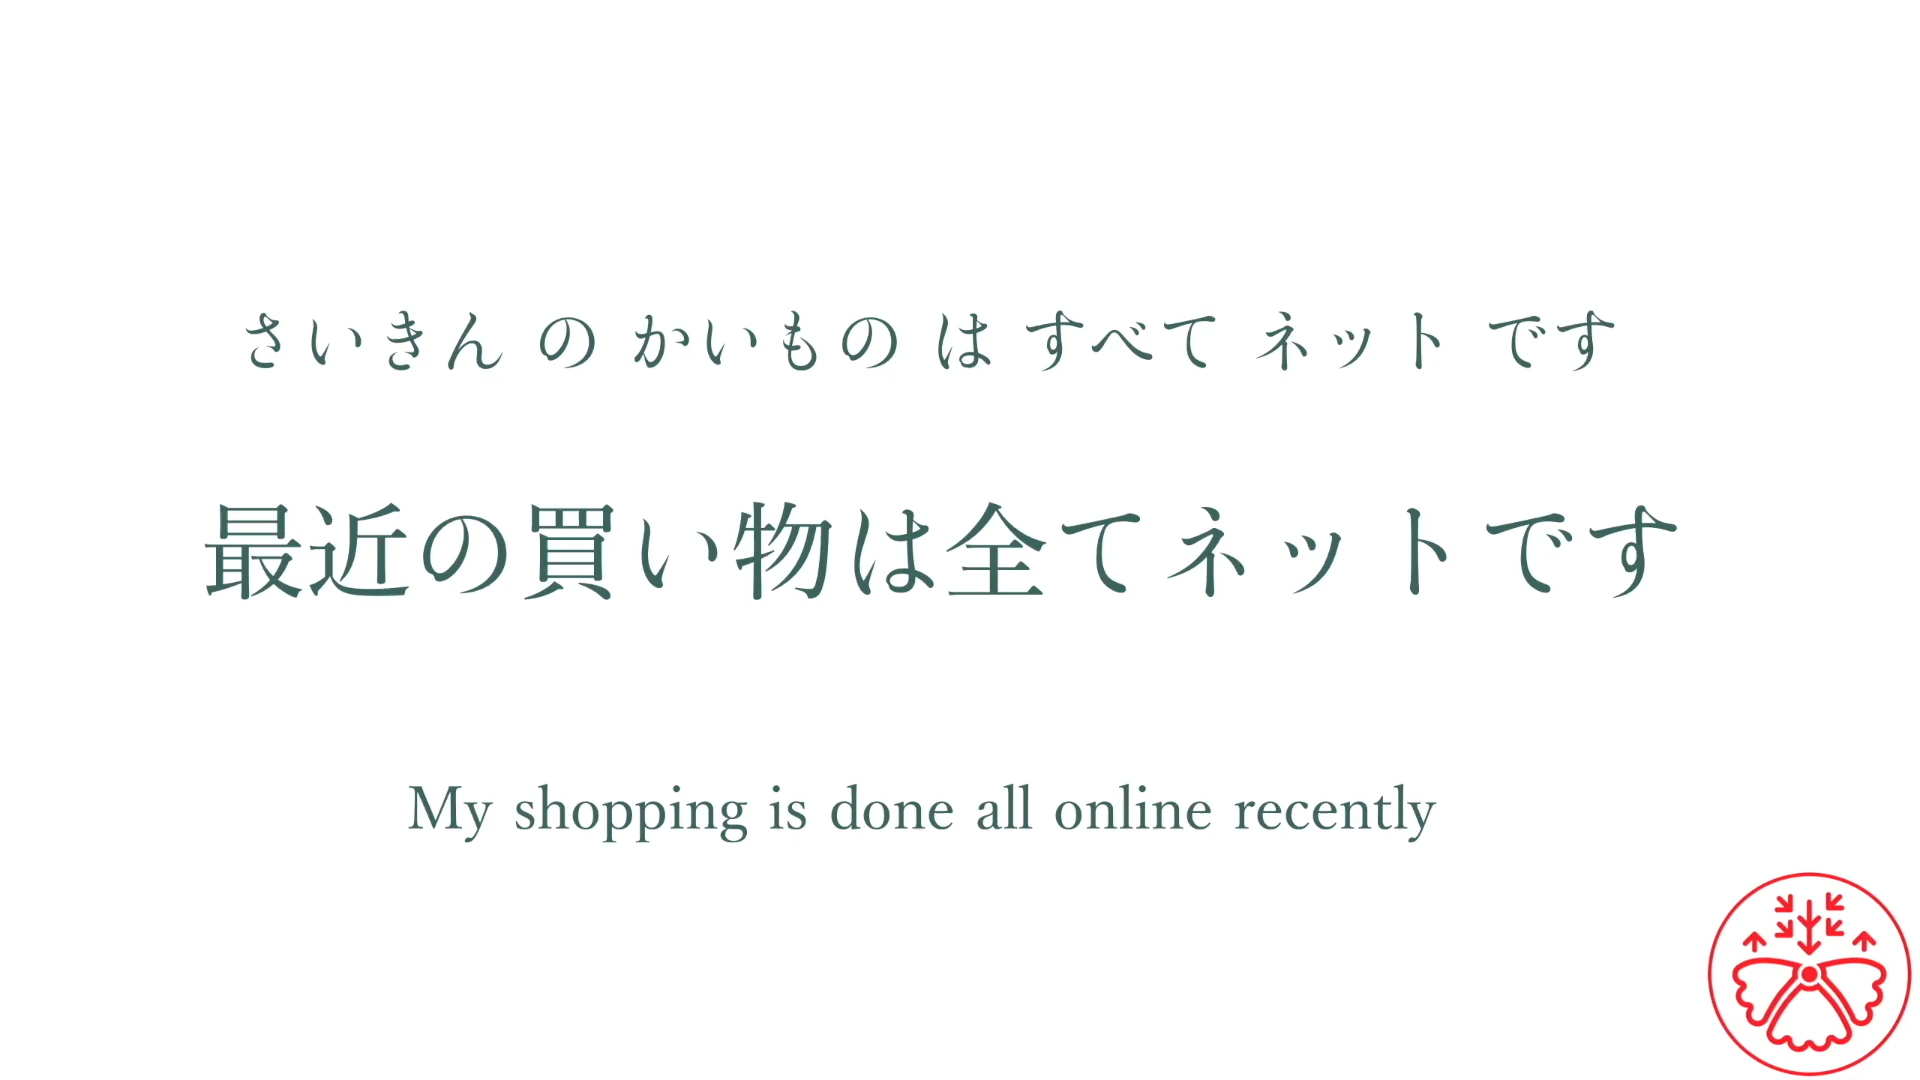 さいきん の かいもの は すべて ネット です
最近の買い物は全てネットです
My shopping is done all online recently